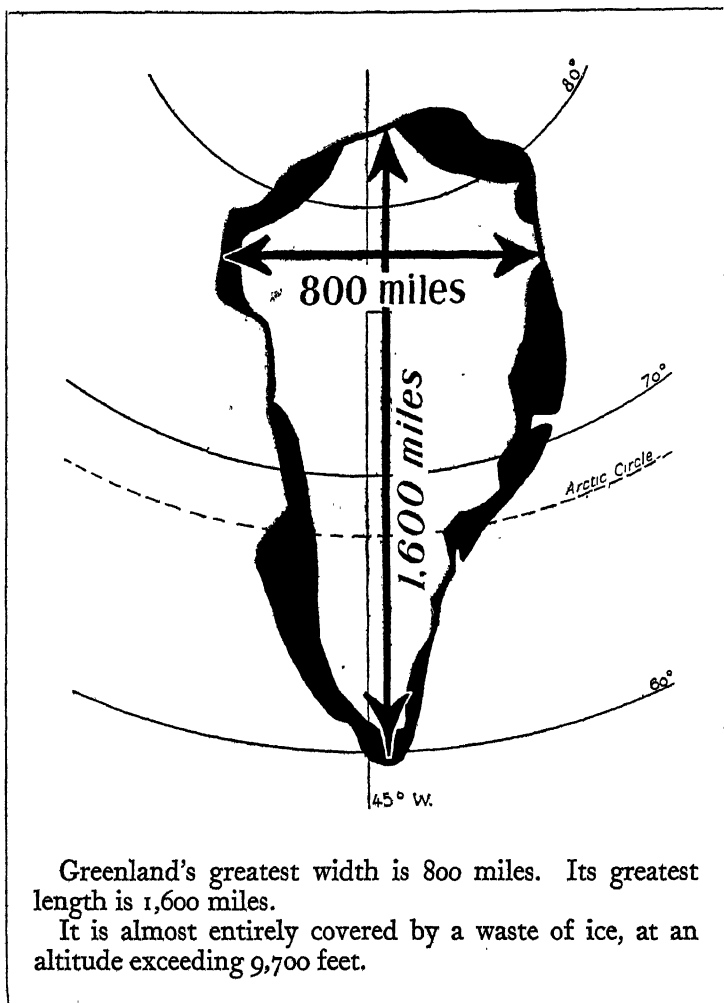 80°
800 miles
1,600 miles
70°
Arctic Circle
60°
45° W.
Greenland's greatest width is 800 miles. Its greatest
length is 1,600 miles.
It is almost entirely covered by a waste of ice, at an
altitude exceeding 9,700 feet.